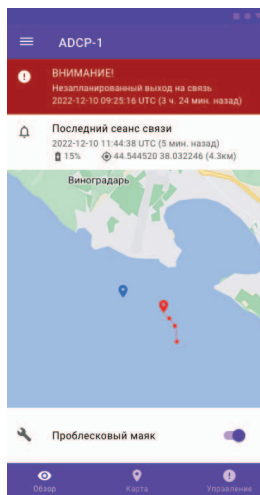 ADCP-1
ВНИМАНИЕ!
Незапланированный выход на связь
2022-12-10 09:25:16 UTC (3 ч. 24 мин. назад)
Последний сеанс связи
2022-12-10 11:44:38 UTC (5 мин. назад)
15% 44.544520 38.032246 (4.3км)
Виноградарь
Проблесковый маяк
Обзор Карта Управление